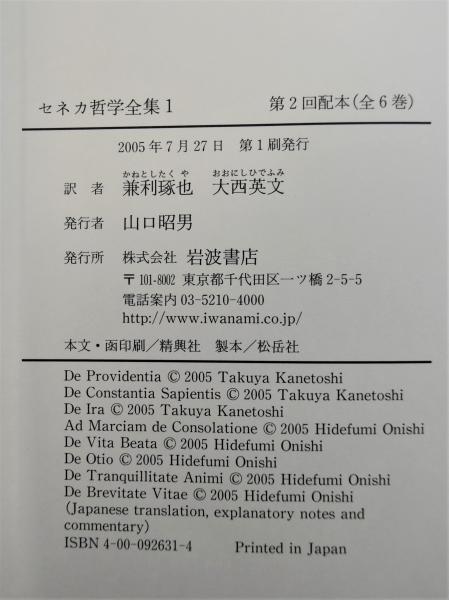 セネカ哲学全集1　第2回配本(全6巻)
2005年7月27日　第1刷発行
かねとしたくや　おおにしひでふみ
訳者　兼利琢也　大西英文
発行者　山口昭男
発行所　株式会社 岩波書店
〒101-8002 東京都千代田区一ツ橋2-5-5
電話案内 03-5210-4000
http://www.iwanami.co.jp/
本文・函印刷/精興社　製本/松岳社
De Providentia © 2005 Takuya Kanetoshi
De Constantia Sapientis © 2005 Takuya Kanetoshi
De Ira © 2005 Takuya Kanetoshi
Ad Marciam de Consolatione © 2005 Hidefumi Onishi
De Vita Beata © 2005 Hidefumi Onishi
De Otio © 2005 Hidefumi Onishi
De Tranquillitate Animi © 2005 Hidefumi Onishi
De Brevitate Vitae © 2005 Hidefumi Onishi
(Japanese translation, explanatory notes and
commentary)
ISBN 4-00-092631-4　Printed in Japan